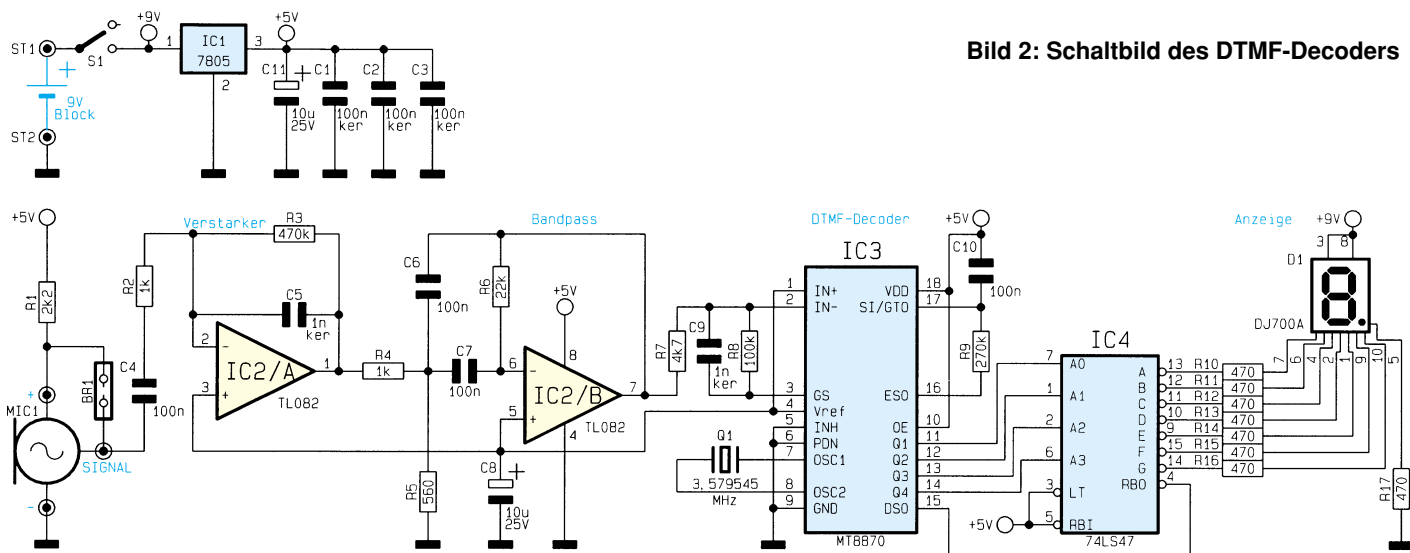 Bild 2: Schaltbild des DTMF-Decoders
ST1
S1
+9V
1
IC1
7805
3
2
+5V
C11
+
10u
25V
C1
100n
ker
C2
100n
ker
C3
100n
ker
+
9V
Block
ST2
+5V
R1
2k2
BR1
+
MIC1
SIGNAL
-
R2
1k
C4
100n
Verstarker
R3
470k
C5
1n
ker
2
-
3
+
IC2/A
1
TL082
R4
1k
Bandpass
C6
100n
R6
22k
C7
100n
R5
560
+5V
8
6
-
5
+
IC2/B
7
4
TL082
C8
+
10u
25V
R7
4k7
C9
1n
ker
R8
100k
DTMF-Decoder
IC3
1 IN+
2 IN-
3 GS
4 Vref
5 INH
6 PDN
7 OSC1
8 OSC2
9 GND
VDD 18
SI/GTO 17
ESO 16
OE 10
Q1 11
Q2 12
Q3 13
Q4 14
DSO 15
MT8870
Q1
3,579545
MHz
+5V
C10
100n
R9
270k
IC4
7 A0
1 A1
2 A2
6 A3
3 LT
5 RBI
+5V
A 13 R10 470
B 12 R11 470
C 11 R12 470
D 10 R13 470
E 9 R14 470
F 15 R15 470
G 14 R16 470
RBO 4
74LS47
Anzeige
+9V
3 8
D1
8.
DJ700A
7 6 4 2 1 9 10 5
R17
470